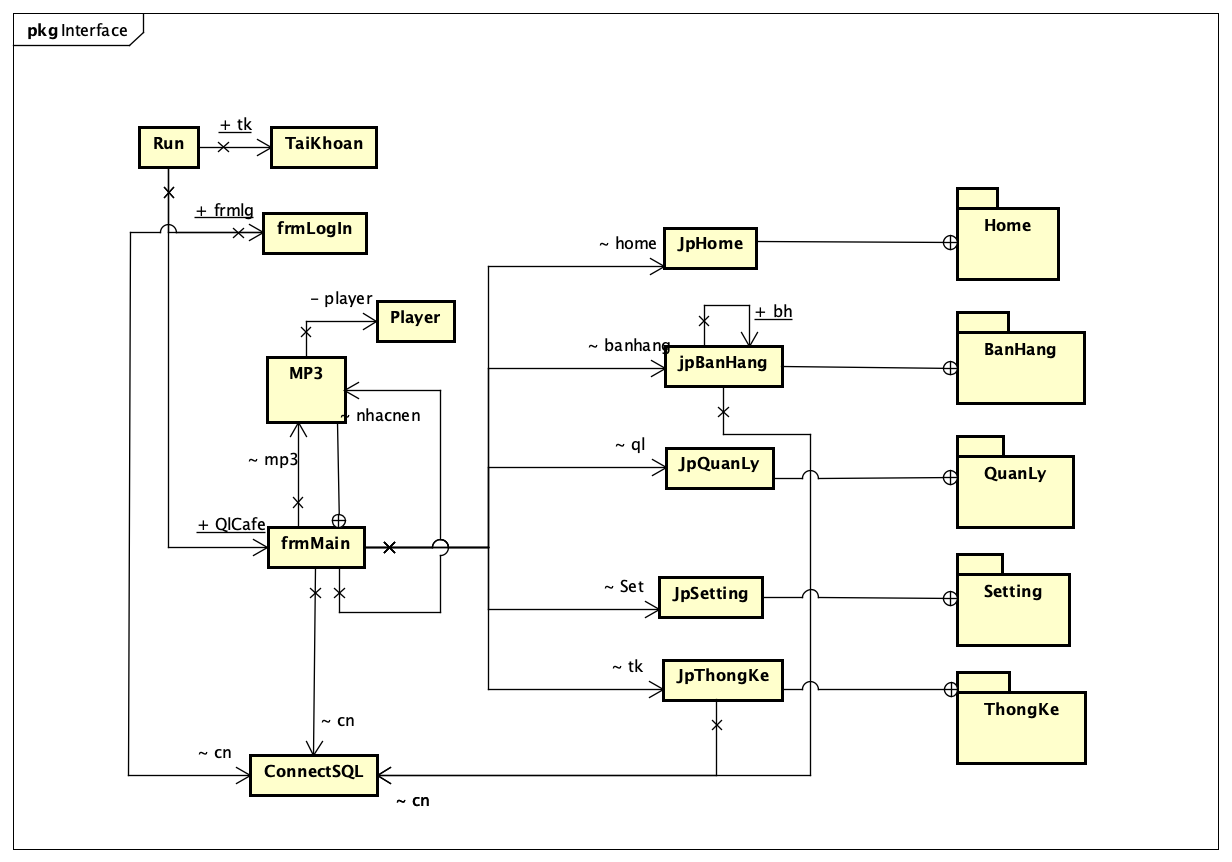 pkg Interface
+ tk
Run
TaiKhoan
+ frmlg
frmLogIn
Home
~ home
JpHome
- player
Player
+ bh
BanHang
~ banhang
jpBanHang
MP3
~ nhacnen
~ ql
~ mp3
JpQuanLy
QuanLy
+ QlCafe
frmMain
~ Set
JpSetting
Setting
~ tk
JpThongKe
ThongKe
~ cn
~ cn
ConnectSQL
~ cn